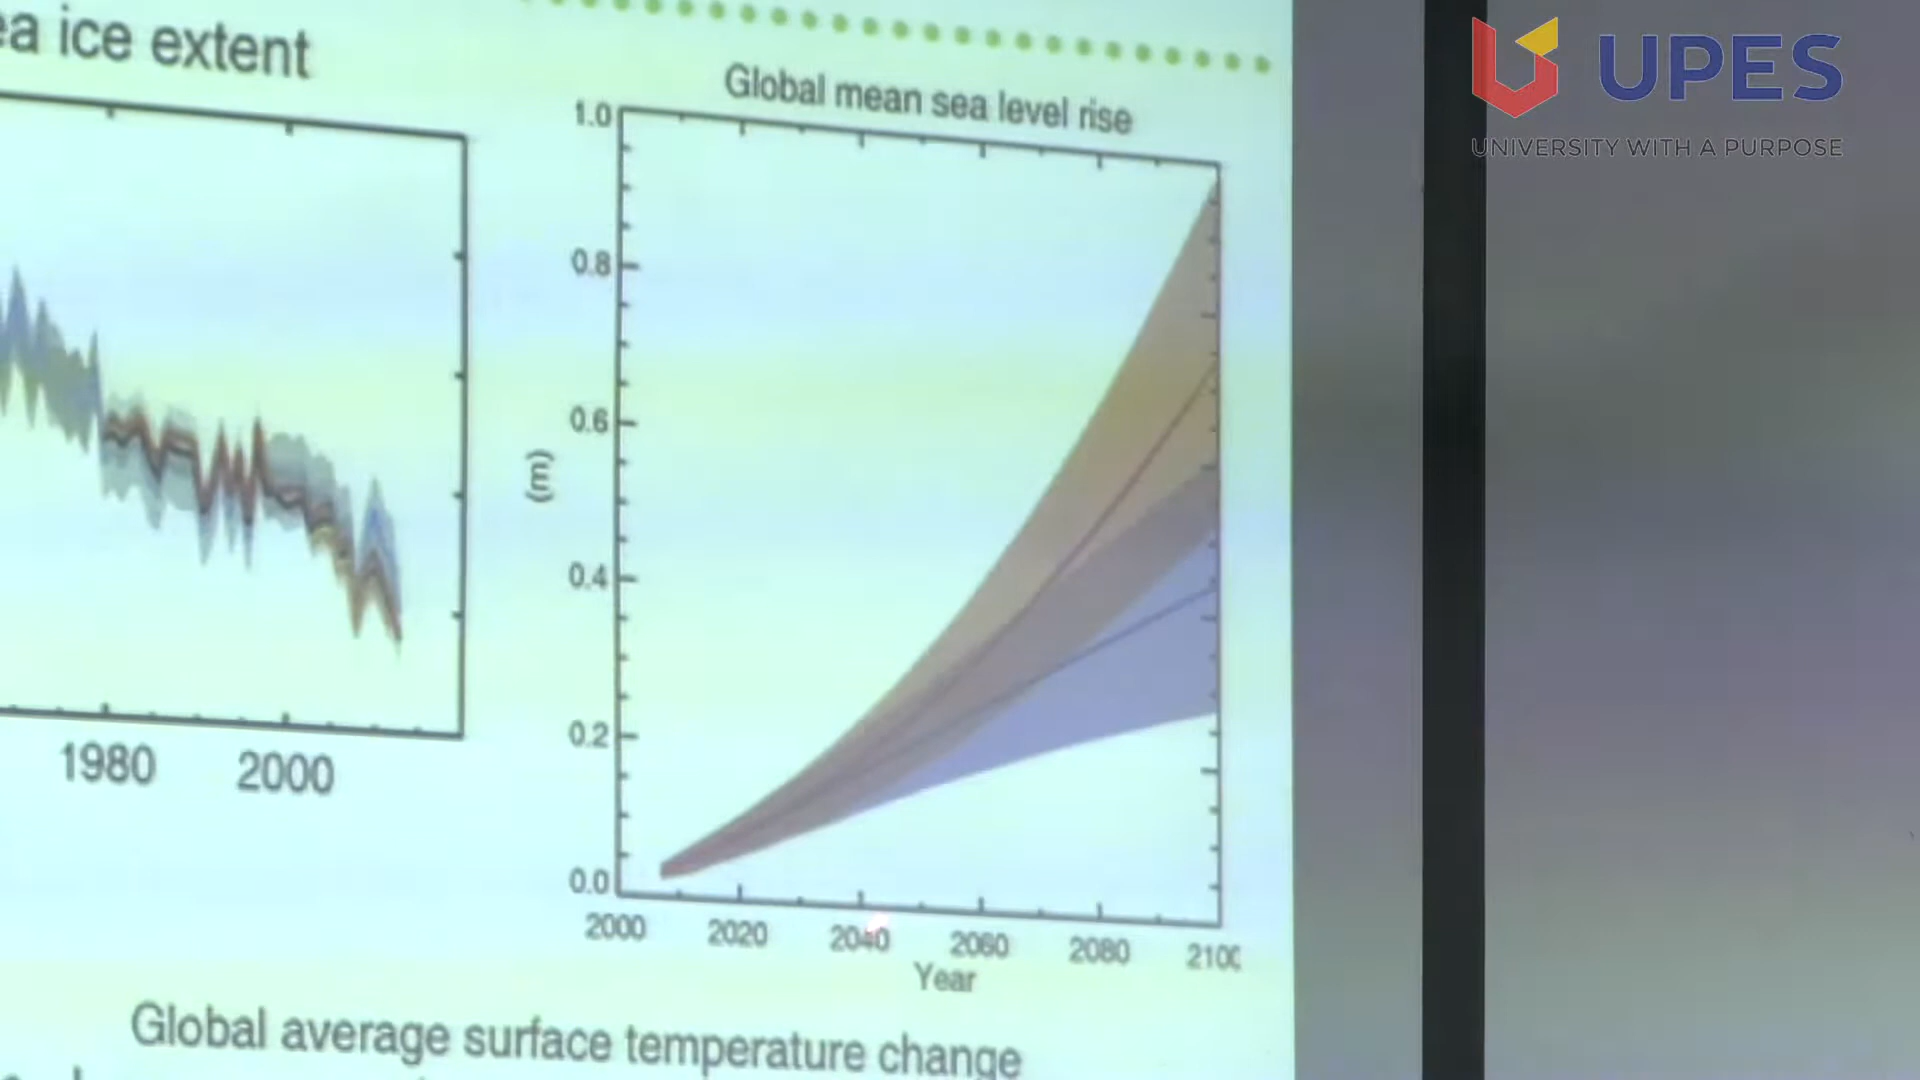 ea ice extent
1980
2000
Global mean sea level rise
1.0
0.8
0.6
0.4
0.2
0.0
(m)
2000
2020
2040
2060
2080
2100
Year
Global average surface temperature change
UPES
UNIVERSITY WITH A PURPOSE